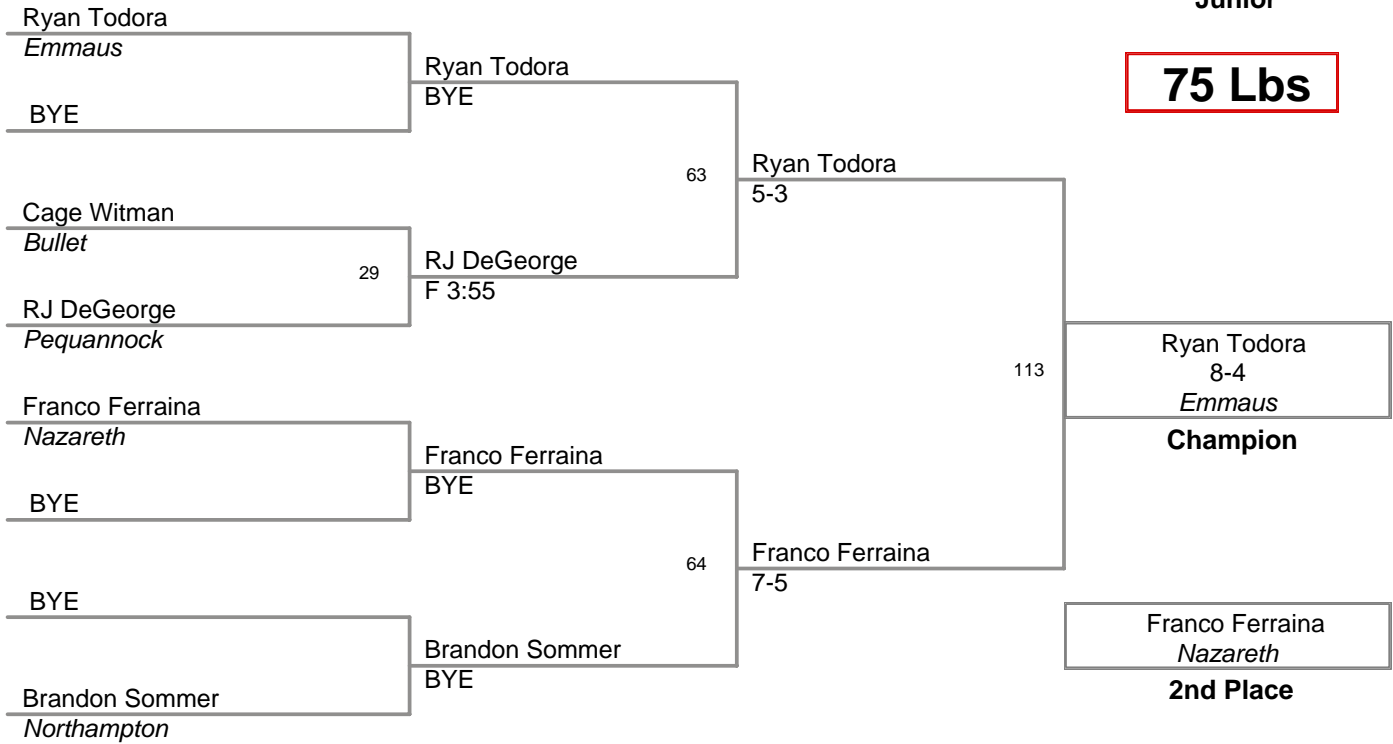 Junior
75 Lbs
Ryan Todora
Emmaus
BYE
Cage Witman
Bullet
29
RJ DeGeorge
Pequannock
Franco Ferraina
Nazareth
BYE
BYE
Brandon Sommer
Northampton
Ryan Todora
BYE
63
RJ DeGeorge
F 3:55
Franco Ferraina
BYE
64
Brandon Sommer
BYE
Ryan Todora
5-3
113
Franco Ferraina
7-5
Ryan Todora
8-4
Emmaus
Champion
Franco Ferraina
Nazareth
2nd Place